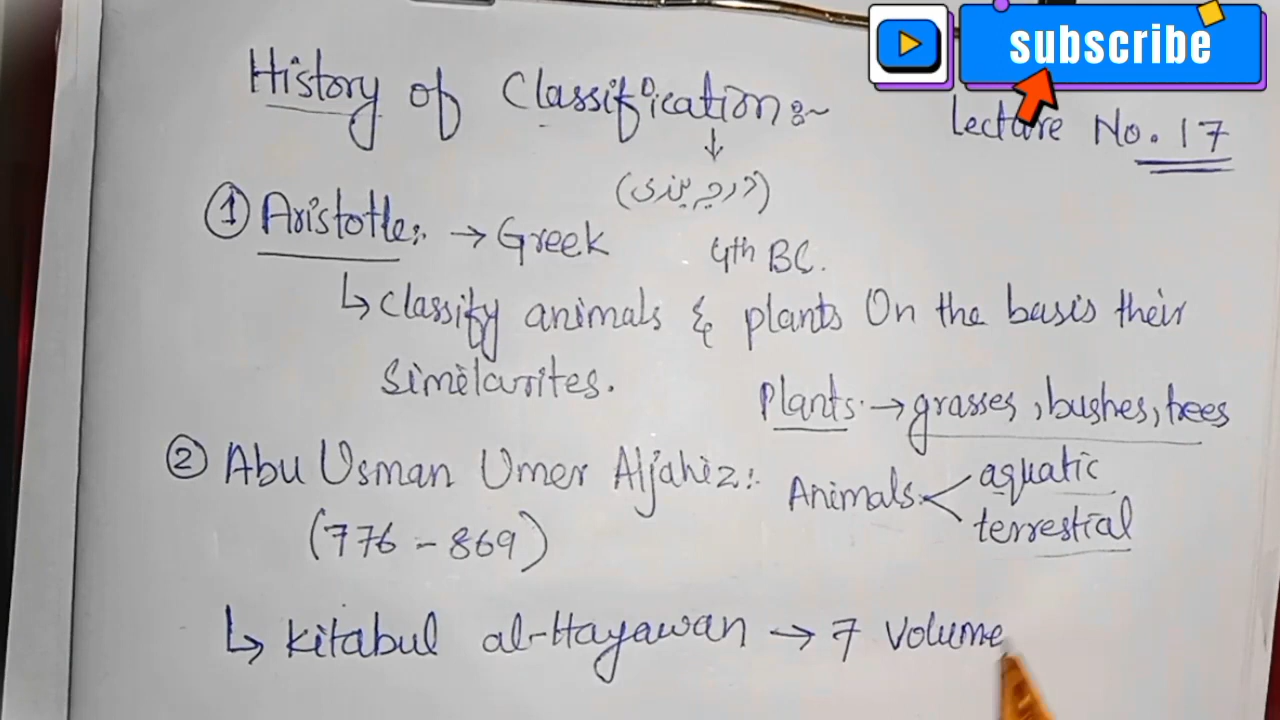 subscribe
History of Classification:~
Lecture No. 17
↓
(درجہ بندی)
① Aristotle:. → Greek 4th BC.
↳ classify animals & plants On the basis their
similarites.
Plants. → grasses, bushes, trees
② Abu Usman Umer Aljahiz:.
Animals. < aquatic
terrestial
(776 - 869)
↳ Kitabul al-Hayawan → 7 Volume